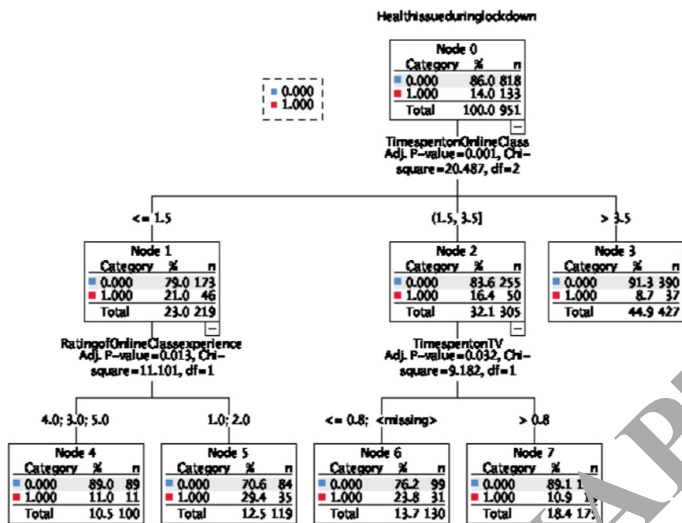 Healthissueduringlockdown
Node 0
Category % n
0.000 86.0 818
1.000 14.0 133
Total 100.0 951
0.000
1.000
TimespentonOnlineClass
Adj. P-value=0.001, Chi-
square=20.487, df=2
<= 1.5
(1.5, 3.5]
> 3.5
Node 1
Category % n
0.000 79.0 173
1.000 21.0 46
Total 23.0 219
Node 2
Category % n
0.000 83.6 255
1.000 16.4 50
Total 32.1 305
Node 3
Category % n
0.000 91.3 390
1.000 8.7 37
Total 44.9 427
RatingofOnlineClassexperience
Adj. P-value=0.013, Chi-
square=11.101, df=1
TimespentonTV
Adj. P-value=0.032, Chi-
square=9.182, df=1
4.0; 3.0; 5.0
1.0; 2.0
<= 0.8; <missing>
> 0.8
Node 4
Category % n
0.000 89.0 89
1.000 11.0 11
Total 10.5 100
Node 5
Category % n
0.000 70.6 84
1.000 29.4 35
Total 12.5 119
Node 6
Category % n
0.000 76.2 99
1.000 23.8 31
Total 13.7 130
Node 7
Category % n
0.000 89.1
1.000 10.9
Total 18.4